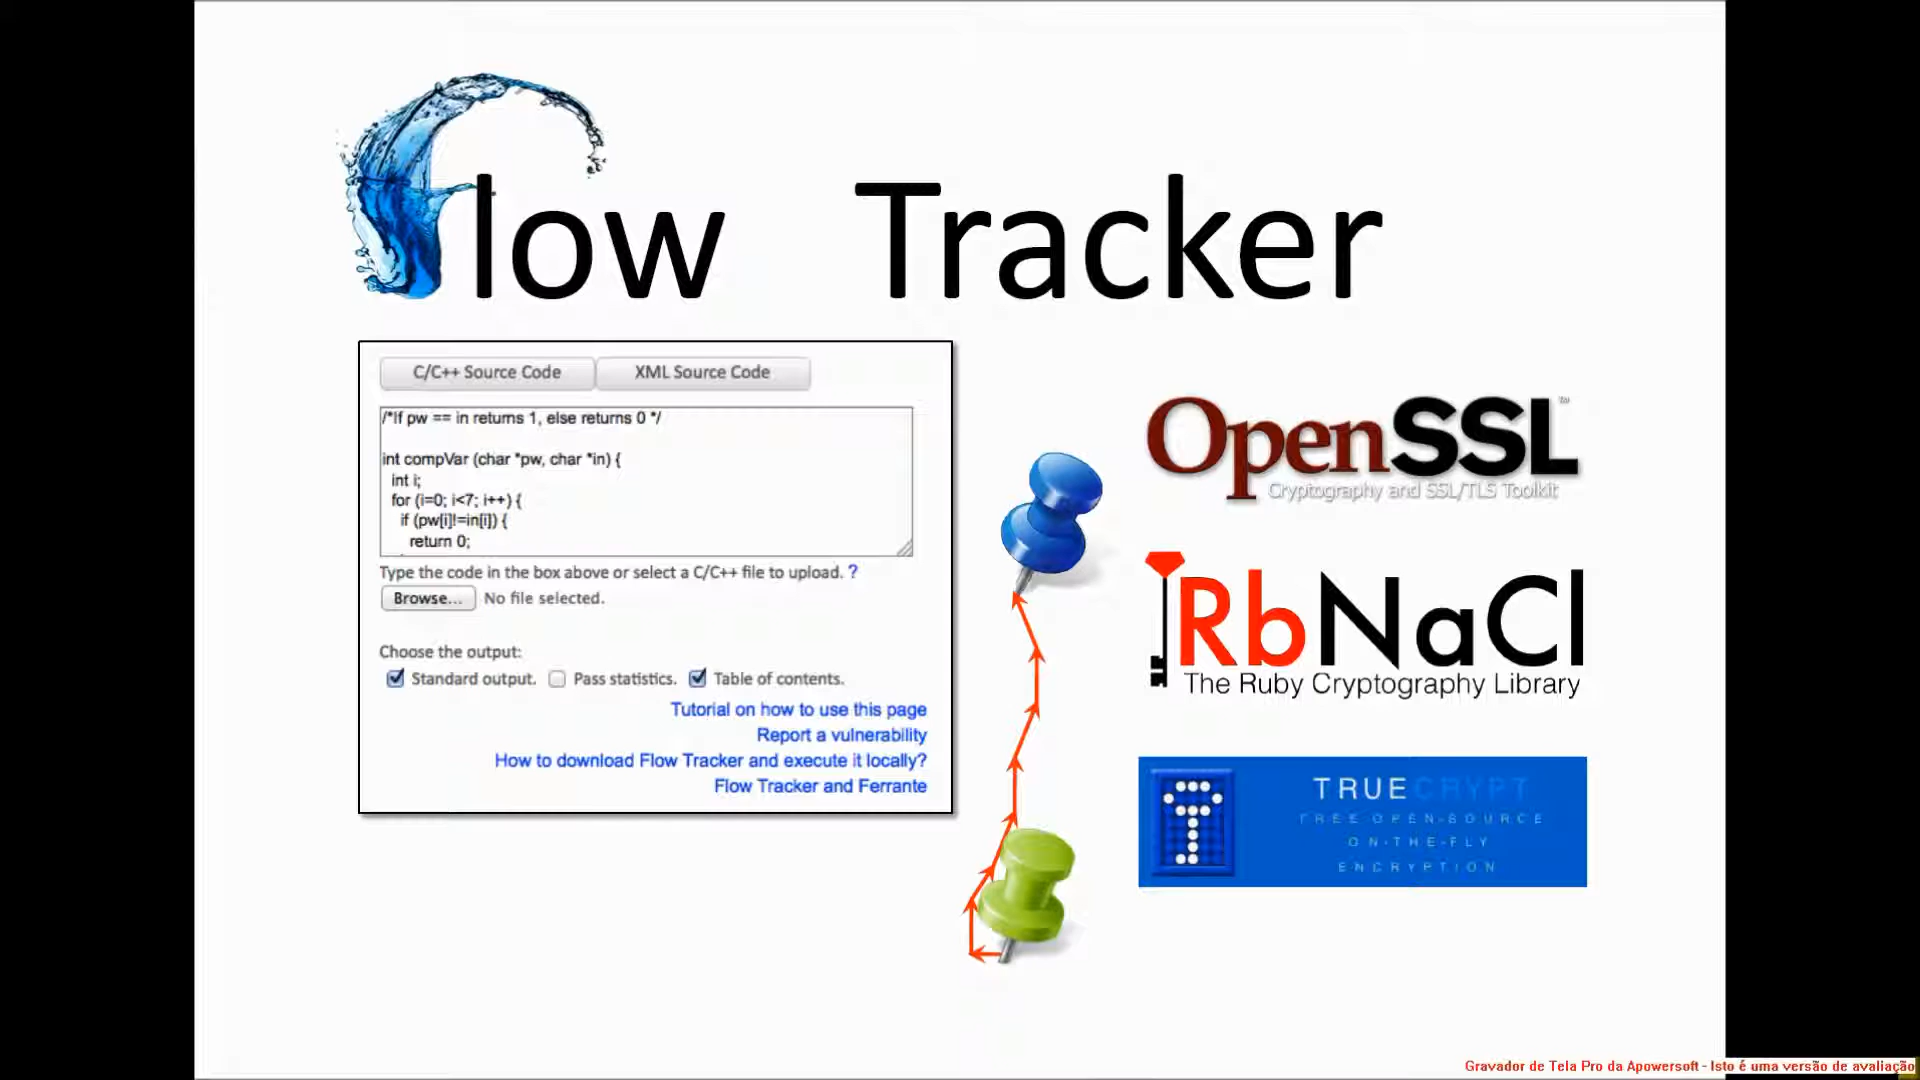 Flow Tracker
C/C++ Source Code
XML Source Code
/*If pw == in returns 1, else returns 0 */
int compVar (char *pw, char *in) {
int i;
for (i=0; i<7; i++) {
if (pw[i]!=in[i]) {
return 0;
Type the code in the box above or select a C/C++ file to upload. ?
Browse... No file selected.
Choose the output:
Standard output. Pass statistics. Table of contents.
Tutorial on how to use this page
Report a vulnerability
How to download Flow Tracker and execute it locally?
Flow Tracker and Ferrante
OpenSSL™
Cryptography and SSL/TLS Toolkit
RbNaCl
The Ruby Cryptography Library
TRUECRYPT
FREE OPEN-SOURCE
ON-THE-FLY
ENCRYPTION
Gravador de Tela Pro da Apowersoft - Isto é uma versão de avaliação